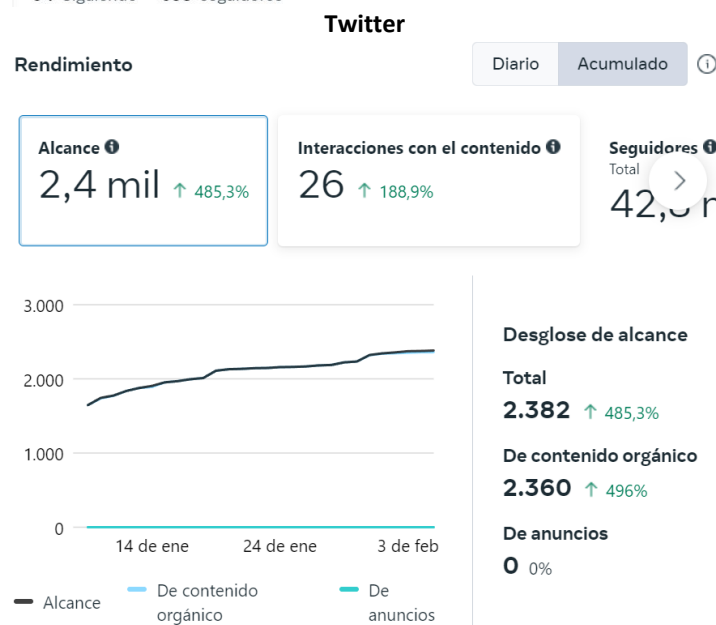 Twitter
Rendimiento
Diario
Acumulado
Alcance
2,4 mil ↑ 485,3%
Interacciones con el contenido
26 ↑ 188,9%
Seguidores
Total
3.000
2.000
1.000
0
14 de ene
24 de ene
3 de feb
Alcance
De contenido
orgánico
De
anuncios
Desglose de alcance
Total
2.382 ↑ 485,3%
De contenido orgánico
2.360 ↑ 496%
De anuncios
0 0%